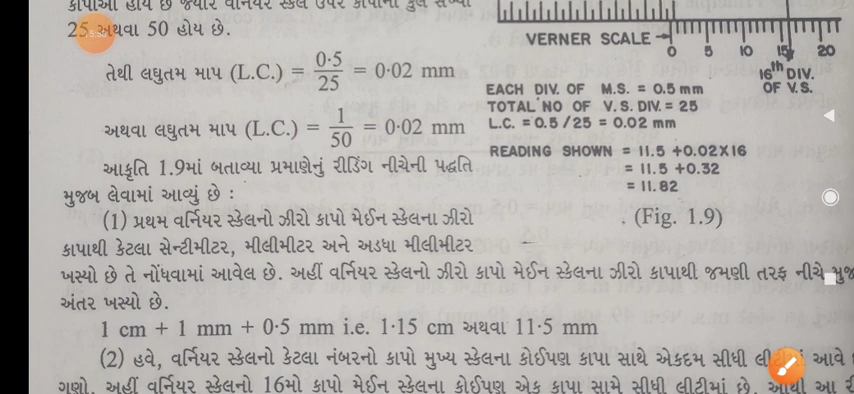 કાપાઓ હોય છે જ્યારે વર્નિયર સ્કેલ ઉપર કાપાની કુલ સંખ્યા
25 અથવા 50 હોય છે.
તેથી લઘુતમ માપ (L.C.) = 0·5/25 = 0·02 mm
અથવા લઘુતમ માપ (L.C.) = 1/50 = 0·02 mm
આકૃતિ 1.9માં બતાવ્યા પ્રમાણેનું રીડિંગ નીચેની પદ્ધતિ
મુજબ લેવામાં આવ્યું છે :
(1) પ્રથમ વર્નિયર સ્કેલનો ઝીરો કાપો મેઈન સ્કેલના ઝીરો
કાપાથી કેટલા સેન્ટીમીટર, મીલીમીટર અને અડધા મીલીમીટર
ખસ્યો છે તે નોંધવામાં આવેલ છે. અહીં વર્નિયર સ્કેલનો ઝીરો કાપો મેઈન સ્કેલના ઝીરો કાપાથી જમણી તરફ નીચે
અંતર ખસ્યો છે.
1 cm + 1 mm + 0·5 mm i.e. 1·15 cm અથવા 11·5 mm
(2) હવે, વર્નિયર સ્કેલનો કેટલા નંબરનો કાપો મુખ્ય સ્કેલના કોઈપણ કાપા સાથે એકદમ સીધી આવે
ગણો. અહીં વર્નિયર સ્કેલનો 16મો કાપો મેઈન સ્કેલના કોઈપણ એક કાપા સામે સીધી લીટીમાં છે. આથી આ
VERNER SCALE
0 5 10 15 20
16th DIV.
OF V.S.
EACH DIV. OF M.S. = 0.5 mm
TOTAL NO OF V. S. DIV. = 25
L.C. = 0.5 / 25 = 0.02 mm
READING SHOWN = 11.5 +0.02X16
= 11.5 +0.32
= 11.82
(Fig. 1.9)